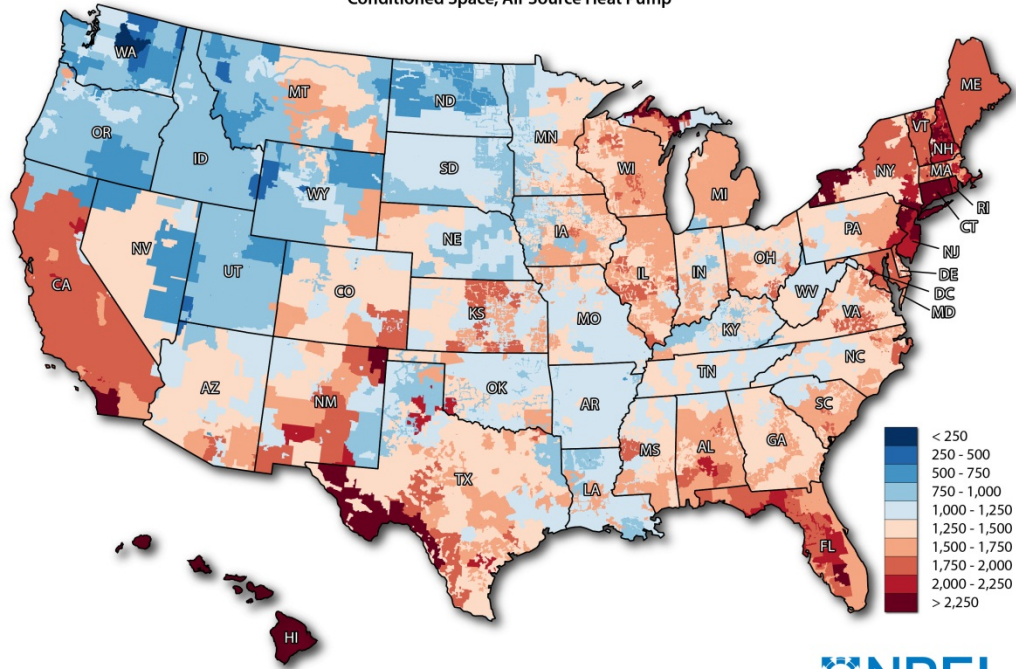 Conditioned Space, Air Source Heat Pump
WA
MT
ND
ME
OR
ID
WY
SD
MN
WI
MI
VT
NH
NY
MA
RI
CT
NV
UT
CO
NE
IA
IL
IN
OH
PA
NJ
DE
DC
MD
CA
KS
MO
WV
VA
KY
AZ
NM
OK
AR
TN
NC
SC
TX
LA
MS
AL
GA
FL
HI
< 250
250 - 500
500 - 750
750 - 1,000
1,000 - 1,250
1,250 - 1,500
1,500 - 1,750
1,750 - 2,000
2,000 - 2,250
> 2,250